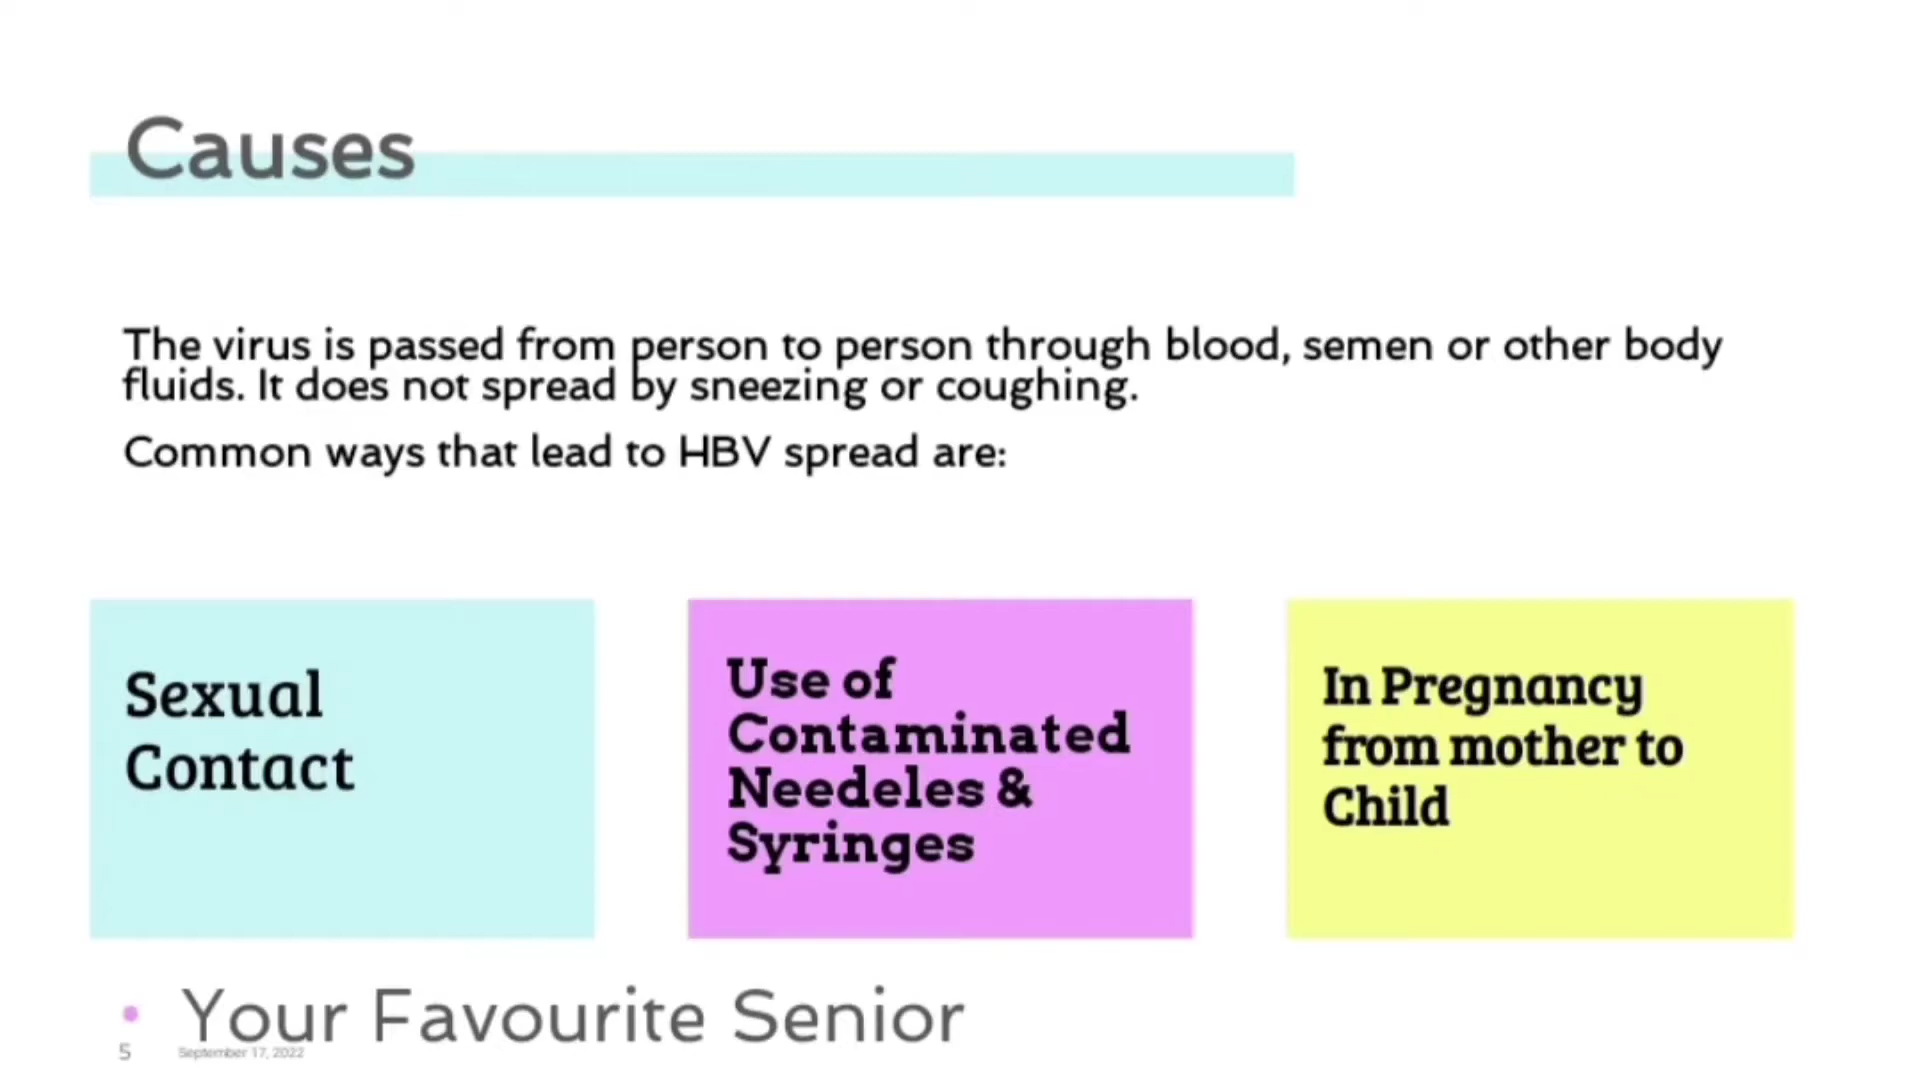 Causes
The virus is passed from person to person through blood, semen or other body
fluids. It does not spread by sneezing or coughing.
Common ways that lead to HBV spread are:
Sexual
Contact
Use of
Contaminated
Needeles &
Syringes
In Pregnancy
from mother to
Child
• Your Favourite Senior
5
September 17, 2022